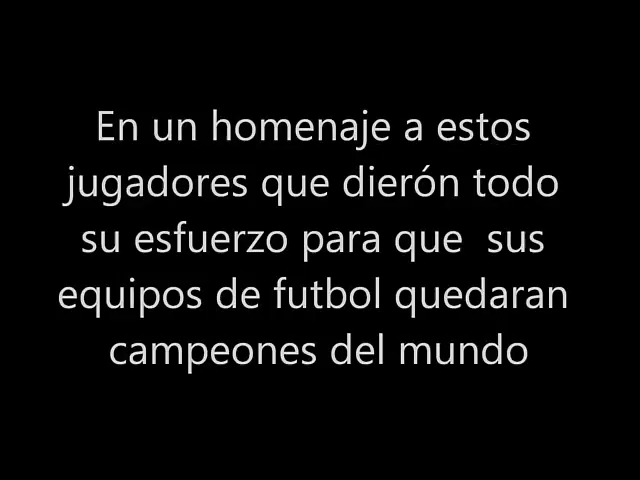 En un homenaje a estos
jugadores que dierón todo
su esfuerzo para que  sus
equipos de futbol quedaran
campeones del mundo